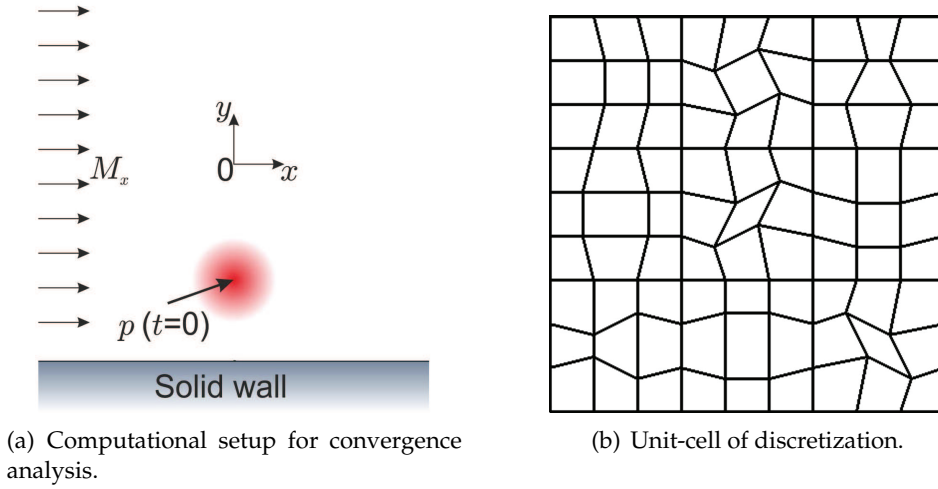 y
M_x
0 x
p (t=0)
Solid wall
(a) Computational setup for convergence
analysis.
(b) Unit-cell of discretization.